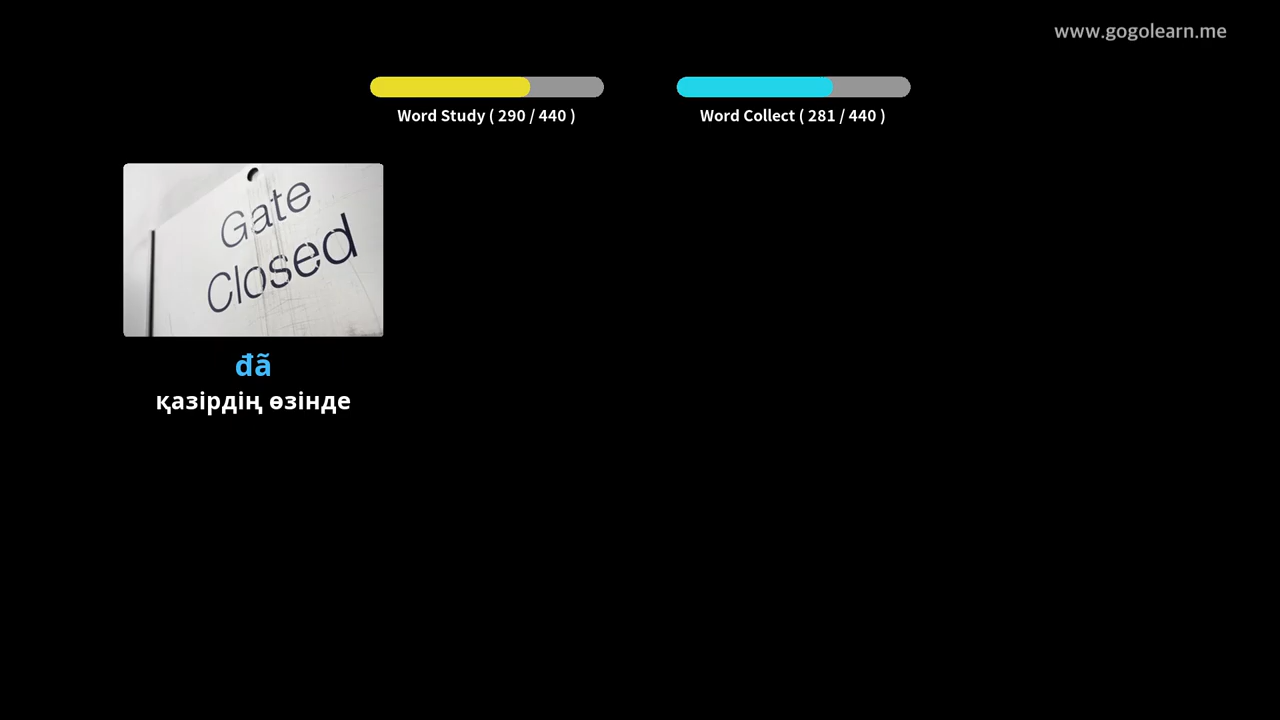 www.gogolearn.me
Word Study ( 290 / 440 )
Word Collect ( 281 / 440 )
Gate
Closed
đã
қазірдің өзінде